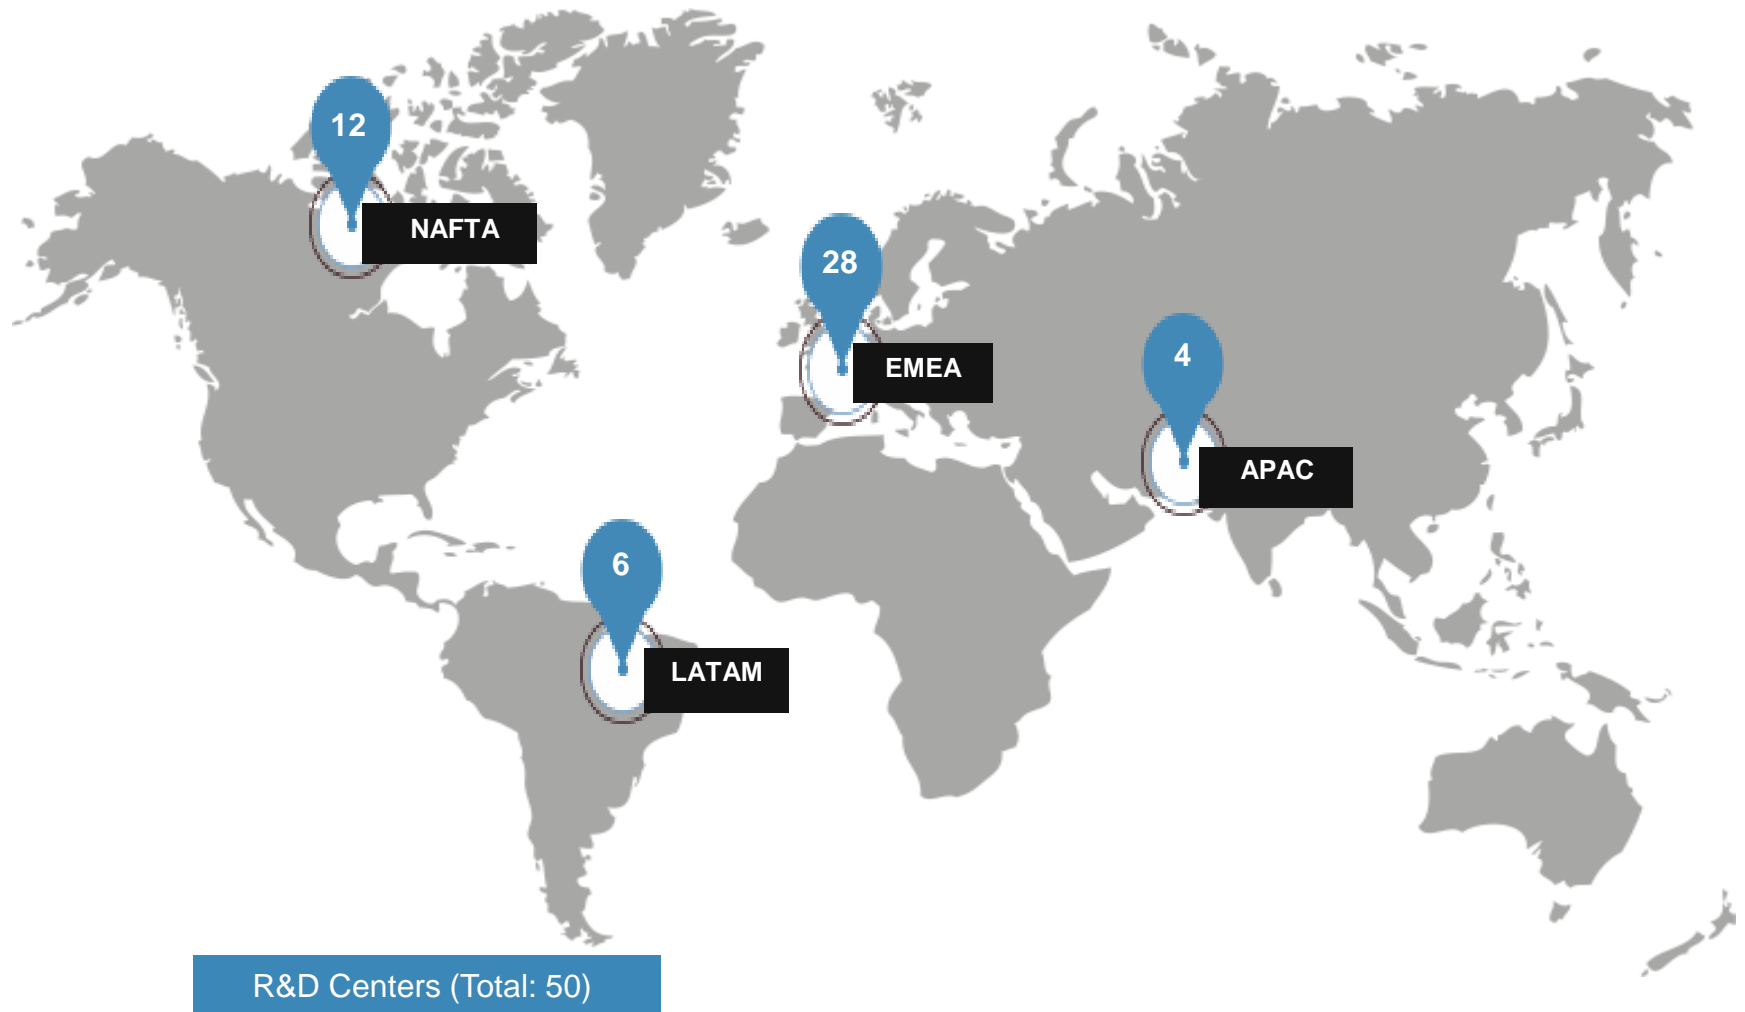 12
NAFTA
28
EMEA
4
APAC
6
LATAM
R&D Centers (Total: 50)